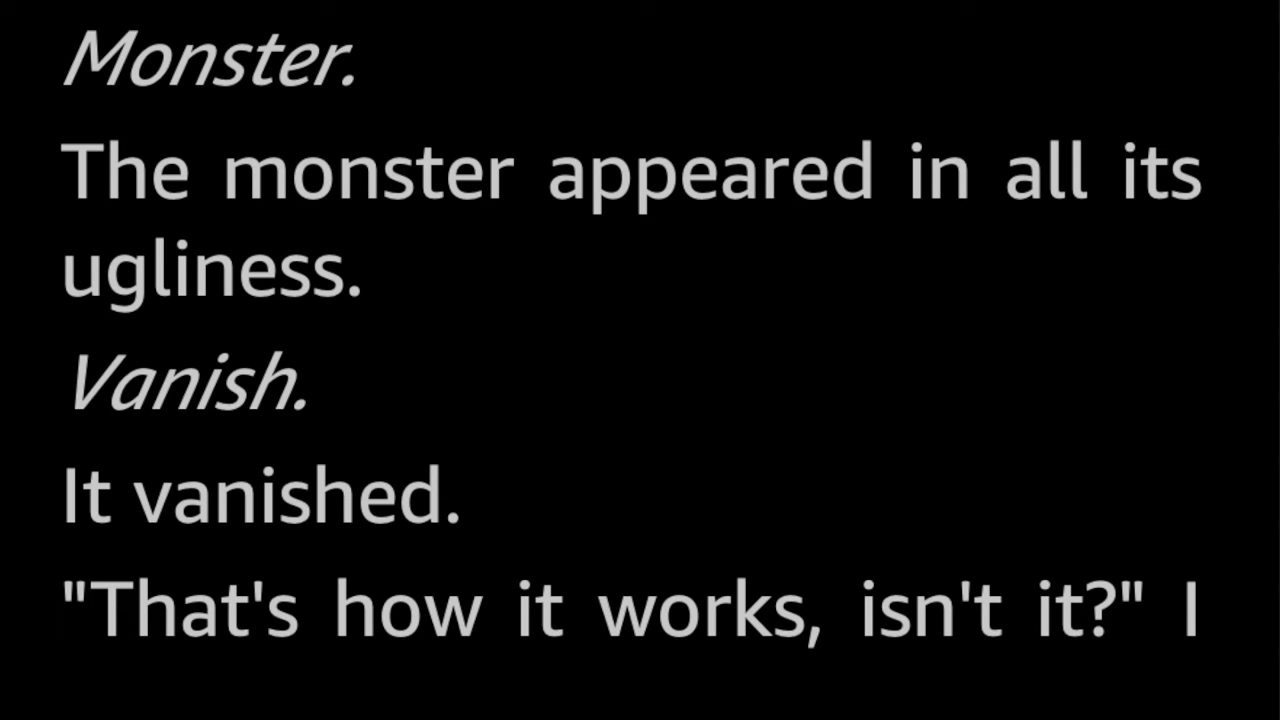 Monster.
The monster appeared in all its
ugliness.
Vanish.
It vanished.
"That's how it works, isn't it?" I